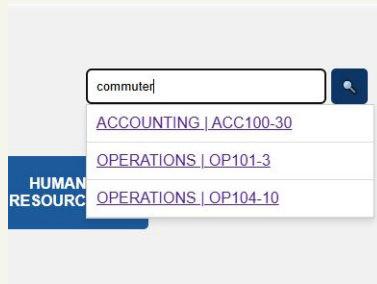 commuter
ACCOUNTING | ACC100-30
OPERATIONS | OP101-3
OPERATIONS | OP104-10
HUMAN
RESOURC